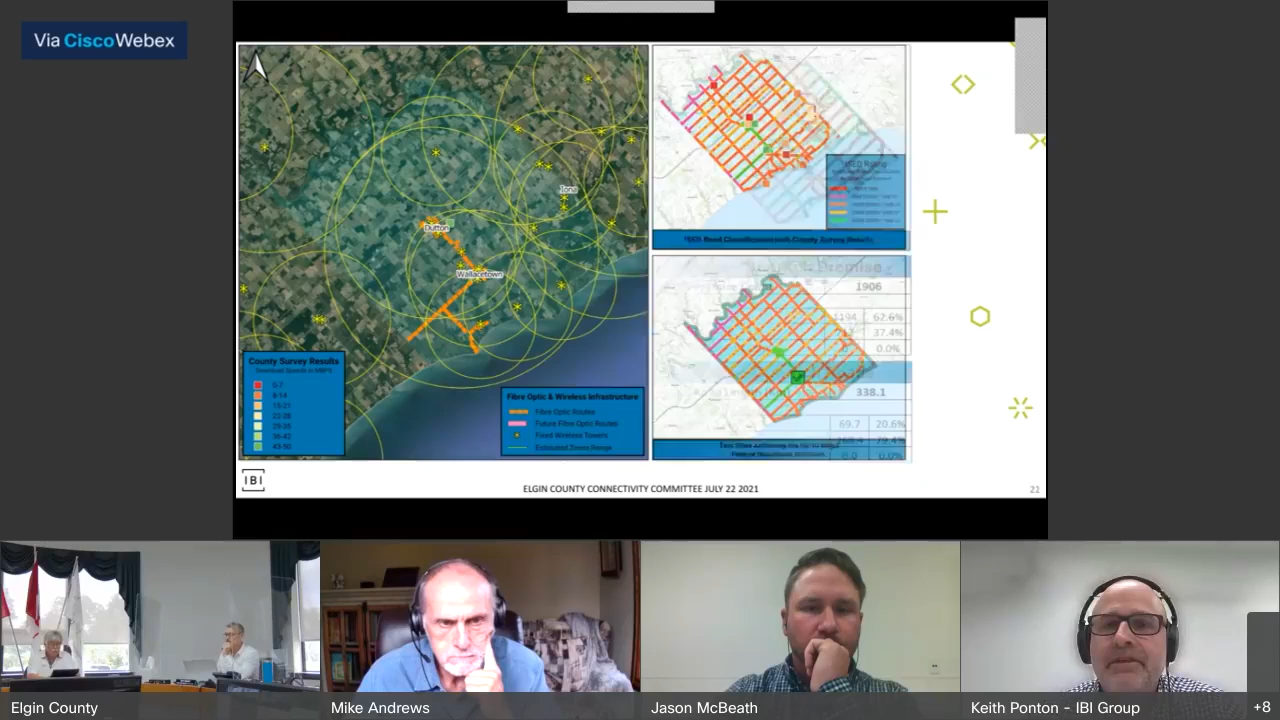 Via CiscoWebex
Iona
Dutton
Wallacetown
County Survey Results
Download Speeds in MBPS
0-7
8-14
15-21
22-28
29-35
36-42
43-50
Fibre Optic & Wireless Infrastructure
Fibre Optic Routes
Future Fibre Optic Routes
Fixed Wireless Towers
Estimated Tower Range
Premise
1906
1194 62.6%
37.4%
0.0%
338.1
69.7 20.6%
79.4%
0.0 0.0%
IBI
ELGIN COUNTY CONNECTIVITY COMMITTEE JULY 22 2021
22
Elgin County
Mike Andrews
Jason McBeath
Keith Ponton - IBI Group
+8